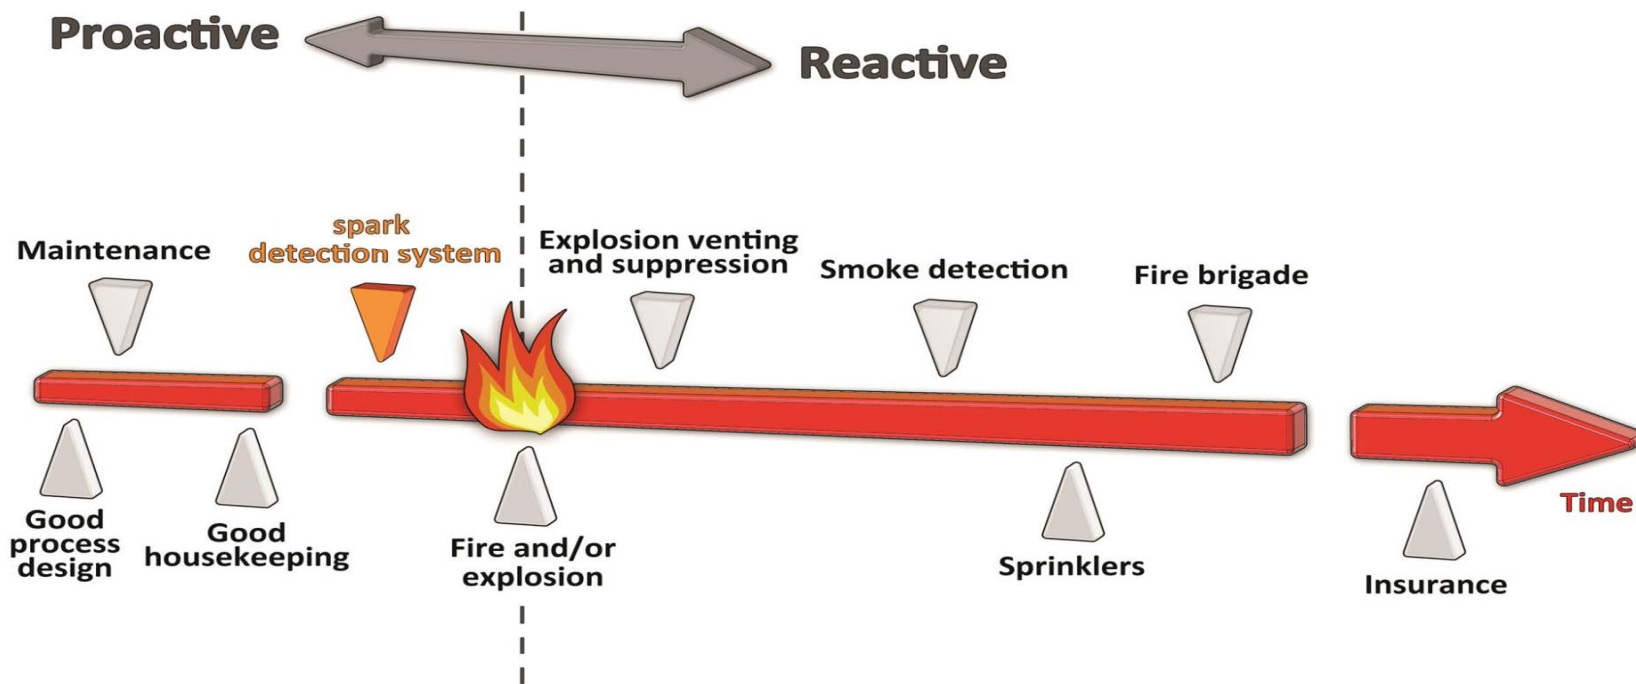 Proactive
Reactive
Maintenance
spark
detection system
Explosion venting
and suppression
Smoke detection
Fire brigade
Good
process
design
Good
housekeeping
Fire and/or
explosion
Sprinklers
Insurance
Time